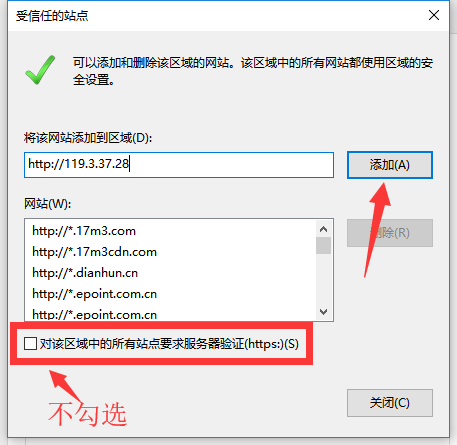 受信任的站点
可以添加和删除该区域的网站。该区域中的所有网站都使用区域的安
全设置。
将该网站添加到区域(D):
http://119.3.37.28
添加(A)
网站(W):
http://*.17m3.com
http://*.17m3cdn.com
http://*.dianhun.cn
http://*.epoint.com.cn
http://*.epoint.com.cn
删除(R)
对该区域中的所有站点要求服务器验证(https:)(S)
不勾选
关闭(C)